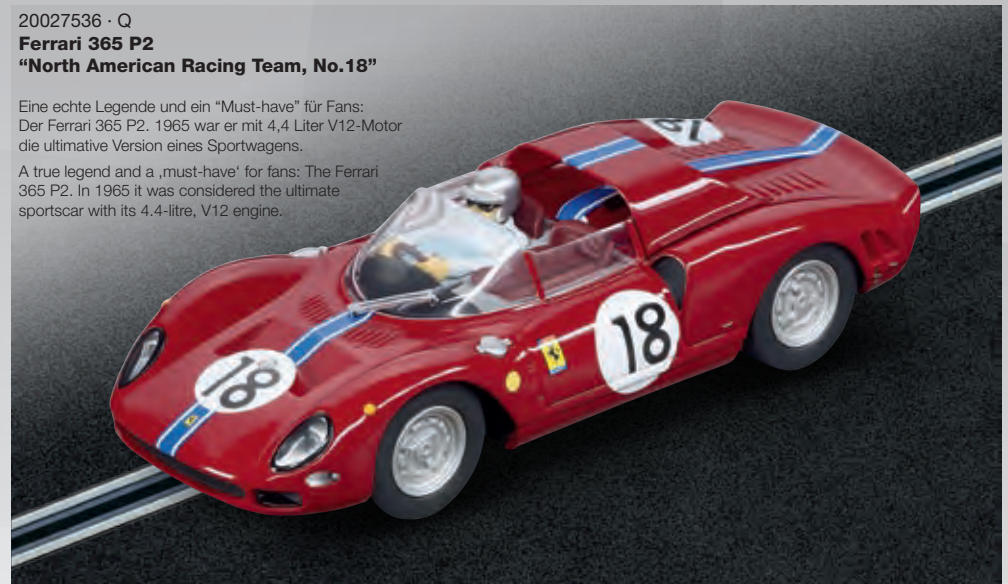 20027536 · Q
Ferrari 365 P2
“North American Racing Team, No.18”
Eine echte Legende und ein “Must-have” für Fans:
Der Ferrari 365 P2. 1965 war er mit 4,4 Liter V12-Motor
die ultimative Version eines Sportwagens.
A true legend and a ‚must-have‘ for fans: The Ferrari
365 P2. In 1965 it was considered the ultimate
sportscar with its 4.4-litre, V12 engine.
18
18
18